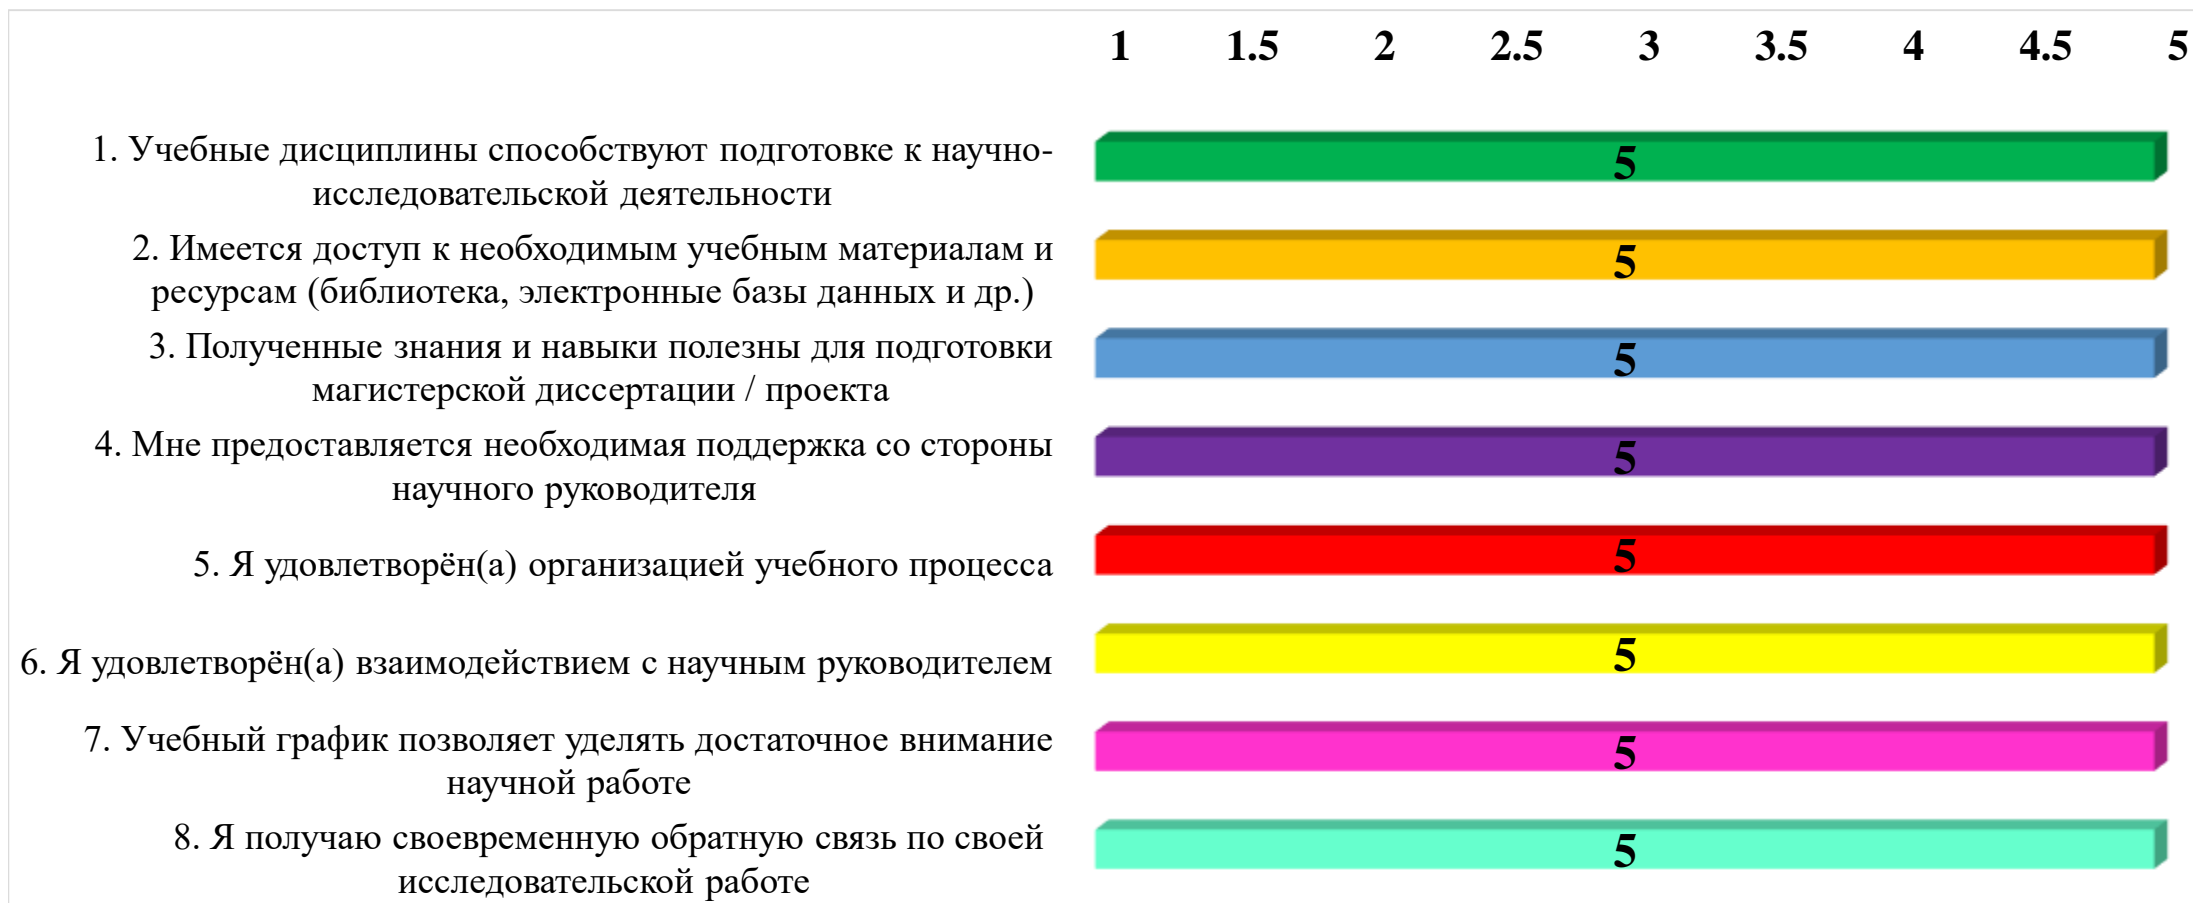 1 1.5 2 2.5 3 3.5 4 4.5 5
1. Учебные дисциплины способствуют подготовке к научно-
исследовательской деятельности
5
2. Имеется доступ к необходимым учебным материалам и
ресурсам (библиотека, электронные базы данных и др.)
5
3. Полученные знания и навыки полезны для подготовки
магистерской диссертации / проекта
5
4. Мне предоставляется необходимая поддержка со стороны
научного руководителя
5
5. Я удовлетворён(а) организацией учебного процесса
5
6. Я удовлетворён(а) взаимодействием с научным руководителем
5
7. Учебный график позволяет уделять достаточное внимание
научной работе
5
8. Я получаю своевременную обратную связь по своей
исследовательской работе
5